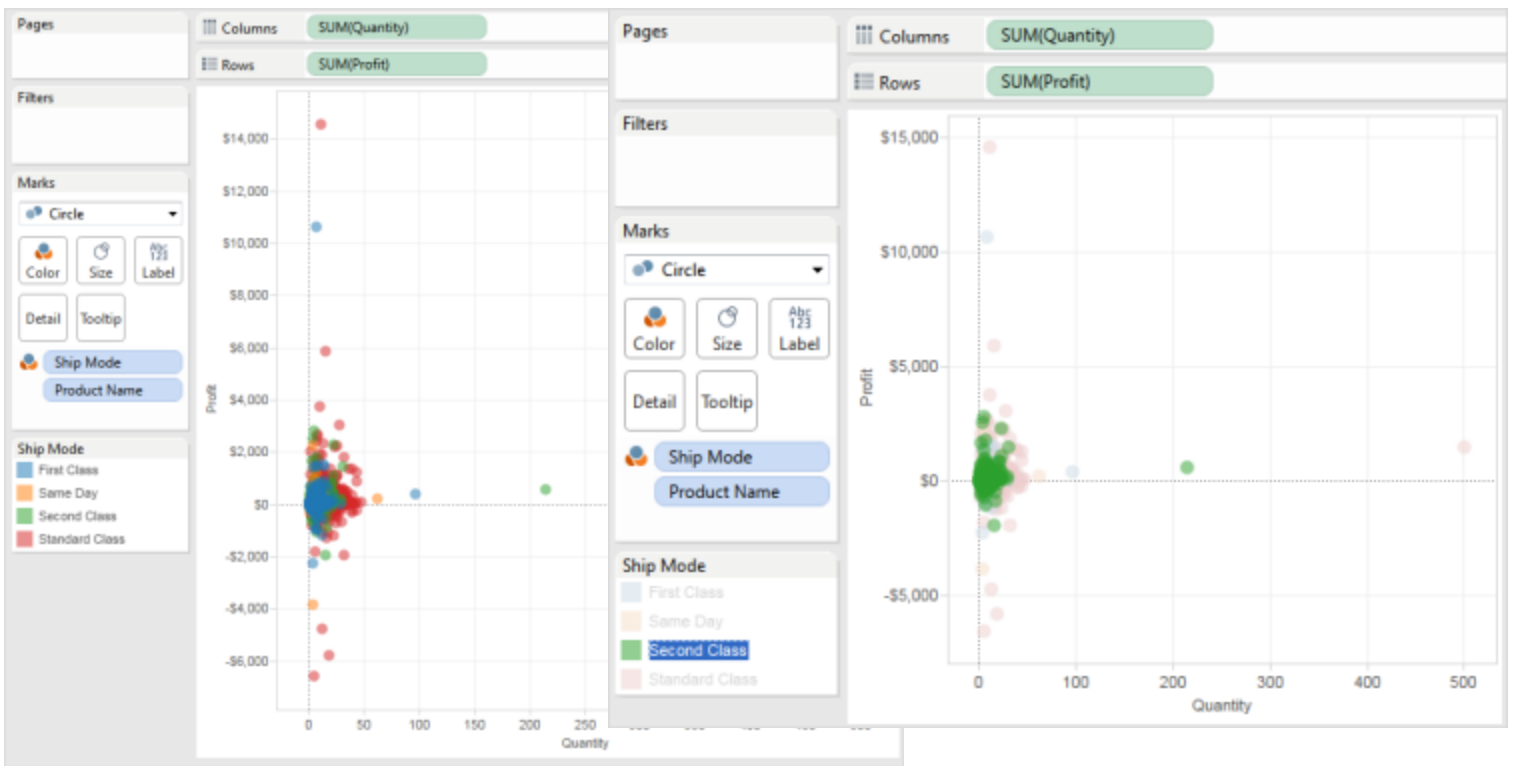 Pages
Columns SUM(Quantity)
Rows SUM(Profit)
Filters
Marks
Circle
Color Size Abc 123 Label
Detail Tooltip
Ship Mode
Product Name
Ship Mode
First Class
Same Day
Second Class
Standard Class
$14,000
$12,000
$10,000
$8,000
$6,000
$4,000
$2,000
$0
-$2,000
-$4,000
-$6,000
Profit
0 50 100 150 200 250
Quantity
Pages
Columns SUM(Quantity)
Rows SUM(Profit)
Filters
Marks
Circle
Color Size Abc 123 Label
Detail Tooltip
Ship Mode
Product Name
Ship Mode
First Class
Same Day
Second Class
Standard Class
$15,000
$10,000
$5,000
$0
-$5,000
Profit
0 100 200 300 400 500
Quantity